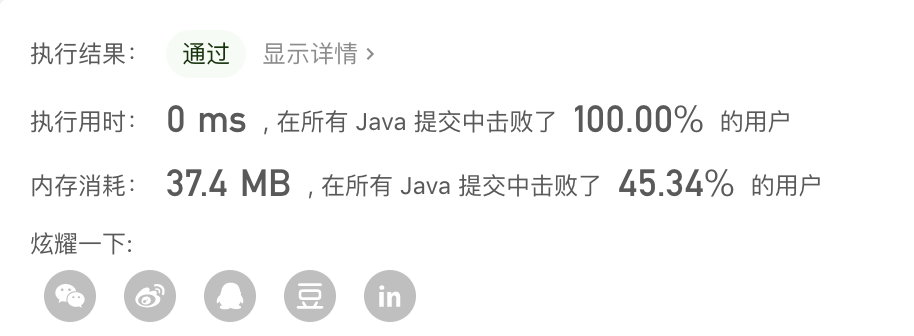 执行结果： 通过 显示详情 >
执行用时： 0 ms , 在所有 Java 提交中击败了 100.00% 的用户
内存消耗： 37.4 MB , 在所有 Java 提交中击败了 45.34% 的用户
炫耀一下:
豆 in